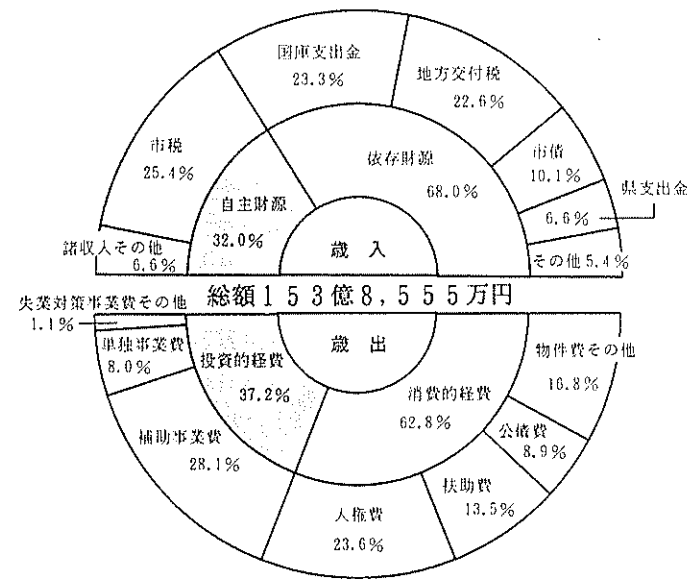 国庫支出金
23.3%
地方交付税
22.6%
市税
25.4%
依存財源
68.0%
市債
10.1%
県支出金
6.6%
自主財源
32.0%
歳入
諸収入その他
6.6%
その他5.4%
総額153億8,555万円
失業対策事業費その他
1.1%
単独事業費
8.0%
投資的経費
37.2%
歳出
物件費その他
16.8%
消費的経費
62.8%
公債費
8.9%
補助事業費
28.1%
扶助費
13.5%
人権費
23.6%